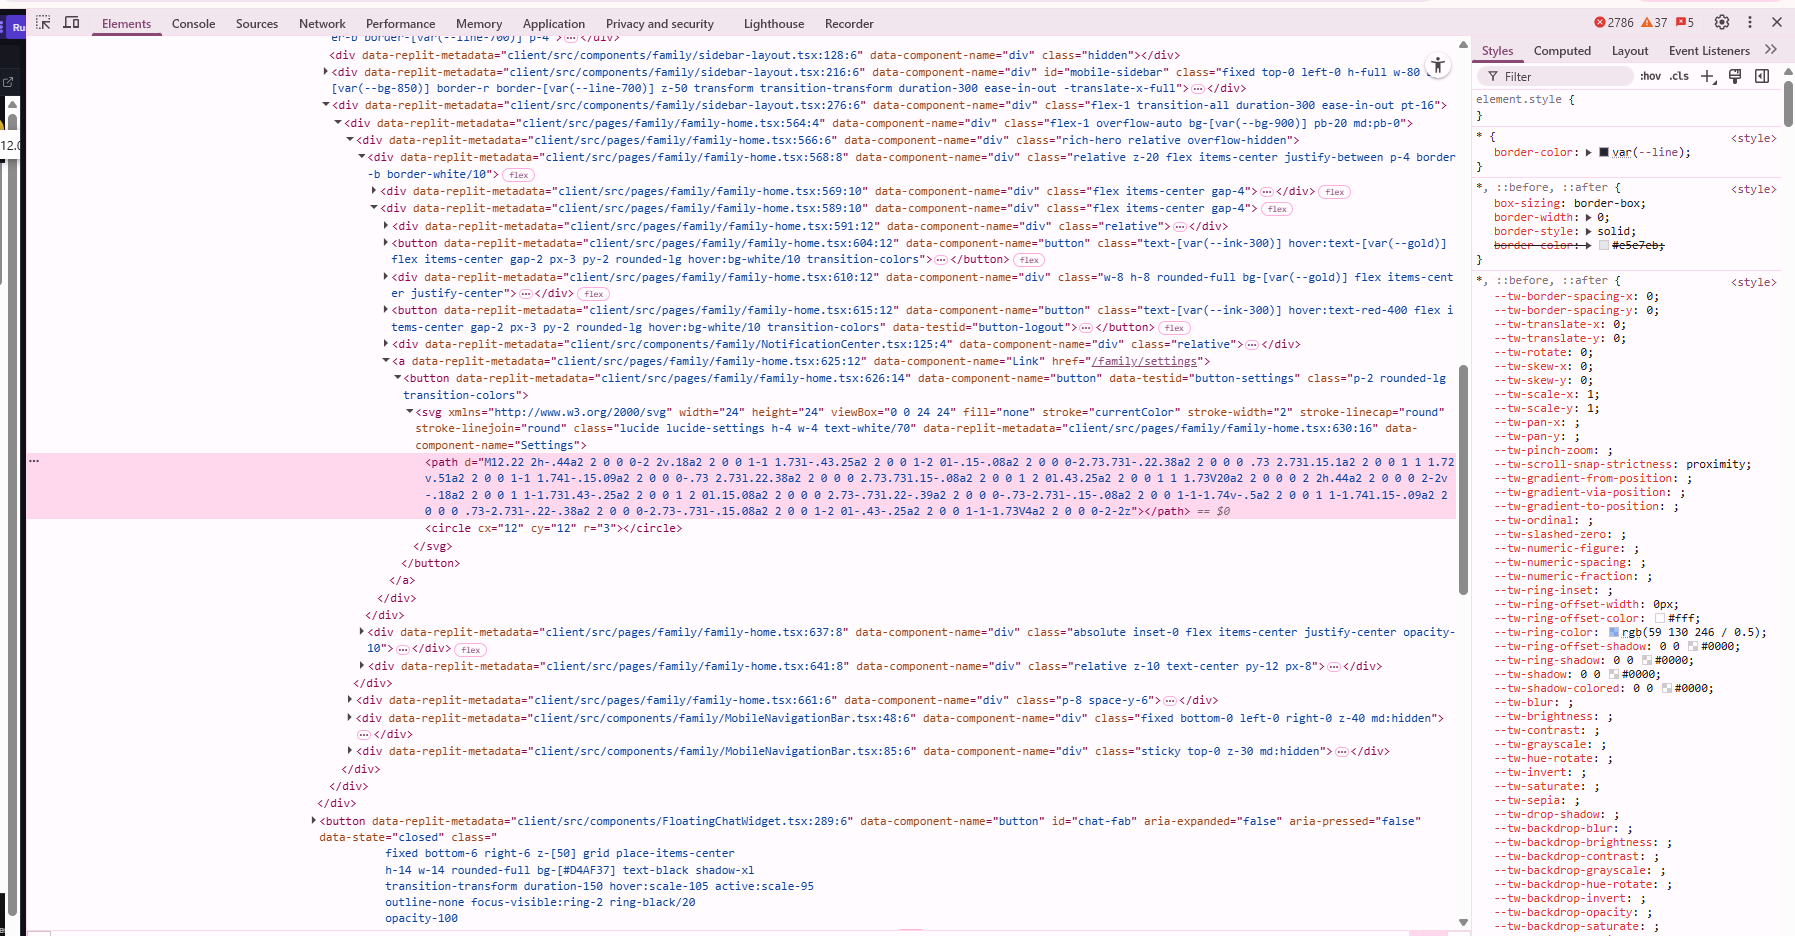 Ru
12.0
Elements
Console
Sources
Network
Performance
Memory
Application
Privacy and security
Lighthouse
Recorder
2786
37
5
er-b border-[var(--line-700)] p-4"> ⋯ </div>
<div data-replit-metadata="client/src/components/family/sidebar-layout.tsx:128:6" data-component-name="div" class="hidden"></div>
<div data-replit-metadata="client/src/components/family/sidebar-layout.tsx:216:6" data-component-name="div" id="mobile-sidebar" class="fixed top-0 left-0 h-full w-80
[var(--bg-850)] border-r border-[var(--line-700)] z-50 transform transition-transform duration-300 ease-in-out -translate-x-full"> ⋯ </div>
<div data-replit-metadata="client/src/components/family/sidebar-layout.tsx:276:6" data-component-name="div" class="flex-1 transition-all duration-300 ease-in-out pt-16">
<div data-replit-metadata="client/src/pages/family/family-home.tsx:564:4" data-component-name="div" class="flex-1 overflow-auto bg-[var(--bg-900)] pb-20 md:pb-0">
<div data-replit-metadata="client/src/pages/family/family-home.tsx:566:6" data-component-name="div" class="rich-hero relative overflow-hidden">
<div data-replit-metadata="client/src/pages/family/family-home.tsx:568:8" data-component-name="div" class="relative z-20 flex items-center justify-between p-4 border
-b border-white/10"> flex
<div data-replit-metadata="client/src/pages/family/family-home.tsx:569:10" data-component-name="div" class="flex items-center gap-4"> ⋯ </div> flex
<div data-replit-metadata="client/src/pages/family/family-home.tsx:589:10" data-component-name="div" class="flex items-center gap-4"> flex
<div data-replit-metadata="client/src/pages/family/family-home.tsx:591:12" data-component-name="div" class="relative"> ⋯ </div>
<button data-replit-metadata="client/src/pages/family/family-home.tsx:604:12" data-component-name="button" class="text-[var(--ink-300)] hover:text-[var(--gold)]
flex items-center gap-2 px-3 py-2 rounded-lg hover:bg-white/10 transition-colors"> ⋯ </button> flex
<div data-replit-metadata="client/src/pages/family/family-home.tsx:610:12" data-component-name="div" class="w-8 h-8 rounded-full bg-[var(--gold)] flex items-cent
er justify-center"> ⋯ </div> flex
<button data-replit-metadata="client/src/pages/family/family-home.tsx:615:12" data-component-name="button" class="text-[var(--ink-300)] hover:text-red-400 flex i
tems-center gap-2 px-3 py-2 rounded-lg hover:bg-white/10 transition-colors" data-testid="button-logout"> ⋯ </button> flex
<div data-replit-metadata="client/src/components/family/NotificationCenter.tsx:125:4" data-component-name="div" class="relative"> ⋯ </div>
<a data-replit-metadata="client/src/pages/family/family-home.tsx:625:12" data-component-name="Link" href="/family/settings">
<button data-replit-metadata="client/src/pages/family/family-home.tsx:626:14" data-component-name="button" data-testid="button-settings" class="p-2 rounded-lg
transition-colors">
<svg xmlns="http://www.w3.org/2000/svg" width="24" height="24" viewBox="0 0 24 24" fill="none" stroke="currentColor" stroke-width="2" stroke-linecap="round"
stroke-linejoin="round" class="lucide lucide-settings h-4 w-4 text-white/70" data-replit-metadata="client/src/pages/family/family-home.tsx:630:16" data-
component-name="Settings">
<path d="M12.22 2h-.44a2 2 0 0 0-2 2v.18a2 2 0 0 1-1 1.73l-.43.25a2 2 0 0 1-2 0l-.15-.08a2 2 0 0 0-2.73.73l-.22.38a2 2 0 0 0 .73 2.73l.15.1a2 2 0 0 1 1 1.72
v.51a2 2 0 0 1-1 1.74l-.15.09a2 2 0 0 0-.73 2.73l.22.38a2 2 0 0 0 2.73.73l.15-.08a2 2 0 0 1 2 0l.43.25a2 2 0 0 1 1 1.73V20a2 2 0 0 0 2 2h.44a2 2 0 0 0 2-2v
-.18a2 2 0 0 1 1-1.73l.43-.25a2 2 0 0 1 2 0l.15.08a2 2 0 0 0 2.73-.73l.22-.39a2 2 0 0 0-.73-2.73l-.15-.08a2 2 0 0 1-1-1.74v-.5a2 2 0 0 1 1-1.74l.15-.09a2 2
0 0 0 .73-2.73l-.22-.38a2 2 0 0 0-2.73-.73l-.15.08a2 2 0 0 1-2 0l-.43-.25a2 2 0 0 1-1-1.73V4a2 2 0 0 0-2-2z"></path> == $0
<circle cx="12" cy="12" r="3"></circle>
</svg>
</button>
</a>
</div>
</div>
<div data-replit-metadata="client/src/pages/family/family-home.tsx:637:8" data-component-name="div" class="absolute inset-0 flex items-center justify-center opacity-
10"> ⋯ </div> flex
<div data-replit-metadata="client/src/pages/family/family-home.tsx:641:8" data-component-name="div" class="relative z-10 text-center py-12 px-8"> ⋯ </div>
</div>
<div data-replit-metadata="client/src/pages/family/family-home.tsx:661:6" data-component-name="div" class="p-8 space-y-6"> ⋯ </div>
<div data-replit-metadata="client/src/components/family/MobileNavigationBar.tsx:48:6" data-component-name="div" class="fixed bottom-0 left-0 right-0 z-40 md:hidden">
⋯ </div>
<div data-replit-metadata="client/src/components/family/MobileNavigationBar.tsx:85:6" data-component-name="div" class="sticky top-0 z-30 md:hidden"> ⋯ </div>
</div>
</div>
</div>
<button data-replit-metadata="client/src/components/FloatingChatWidget.tsx:289:6" data-component-name="button" id="chat-fab" aria-expanded="false" aria-pressed="false"
data-state="closed" class="
fixed bottom-6 right-6 z-[50] grid place-items-center
h-14 w-14 rounded-full bg-[#D4AF37] text-black shadow-xl
transition-transform duration-150 hover:scale-105 active:scale-95
outline-none focus-visible:ring-2 ring-black/20
opacity-100
Styles
Computed
Layout
Event Listeners
Filter
:hov .cls
element.style {
}
* { <style>
border-color: var(--line);
}
*, ::before, ::after { <style>
box-sizing: border-box;
border-width: 0;
border-style: solid;
border-color: #e5e7eb;
}
*, ::before, ::after { <style>
--tw-border-spacing-x: 0;
--tw-border-spacing-y: 0;
--tw-translate-x: 0;
--tw-translate-y: 0;
--tw-rotate: 0;
--tw-skew-x: 0;
--tw-skew-y: 0;
--tw-scale-x: 1;
--tw-scale-y: 1;
--tw-pan-x: ;
--tw-pan-y: ;
--tw-pinch-zoom: ;
--tw-scroll-snap-strictness: proximity;
--tw-gradient-from-position: ;
--tw-gradient-via-position: ;
--tw-gradient-to-position: ;
--tw-ordinal: ;
--tw-slashed-zero: ;
--tw-numeric-figure: ;
--tw-numeric-spacing: ;
--tw-numeric-fraction: ;
--tw-ring-inset: ;
--tw-ring-offset-width: 0px;
--tw-ring-offset-color: #fff;
--tw-ring-color: rgb(59 130 246 / 0.5);
--tw-ring-offset-shadow: 0 0 #0000;
--tw-ring-shadow: 0 0 #0000;
--tw-shadow: 0 0 #0000;
--tw-shadow-colored: 0 0 #0000;
--tw-blur: ;
--tw-brightness: ;
--tw-contrast: ;
--tw-grayscale: ;
--tw-hue-rotate: ;
--tw-invert: ;
--tw-saturate: ;
--tw-sepia: ;
--tw-drop-shadow: ;
--tw-backdrop-blur: ;
--tw-backdrop-brightness: ;
--tw-backdrop-contrast: ;
--tw-backdrop-grayscale: ;
--tw-backdrop-hue-rotate: ;
--tw-backdrop-invert: ;
--tw-backdrop-opacity: ;
--tw-backdrop-saturate: ;